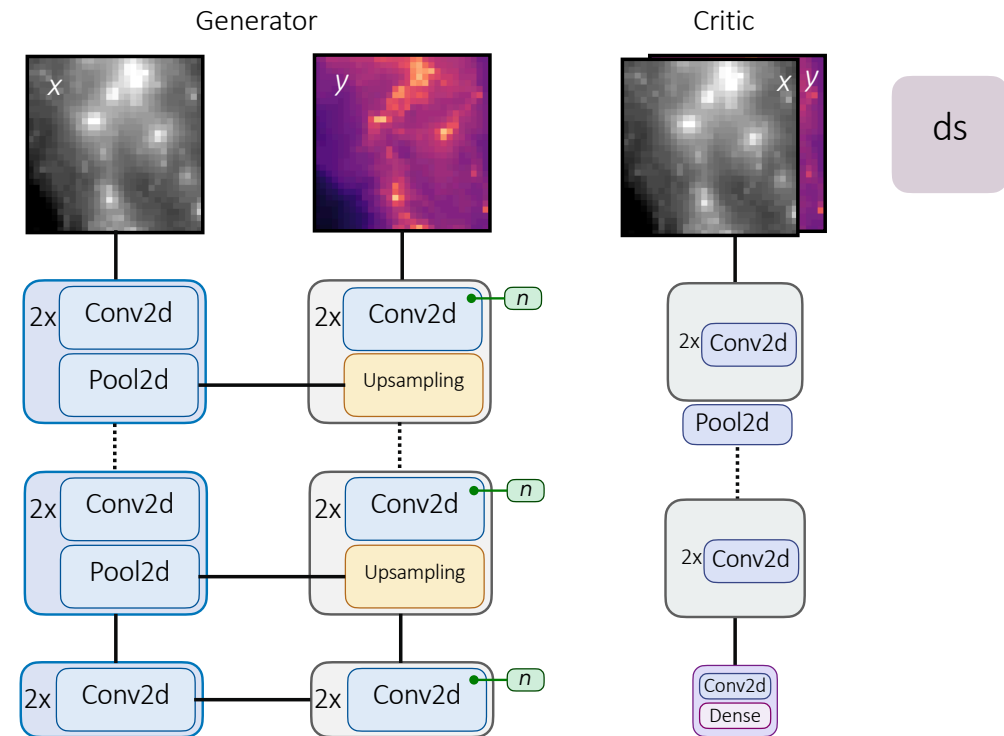 Generator
Critic
x
y
x
y
ds
2x
Conv2d
Pool2d
2x
Conv2d
n
Upsampling
2x
Conv2d
Pool2d
2x
Conv2d
Pool2d
2x
Conv2d
n
Upsampling
2x
Conv2d
2x
Conv2d
2x
Conv2d
n
Conv2d
Dense